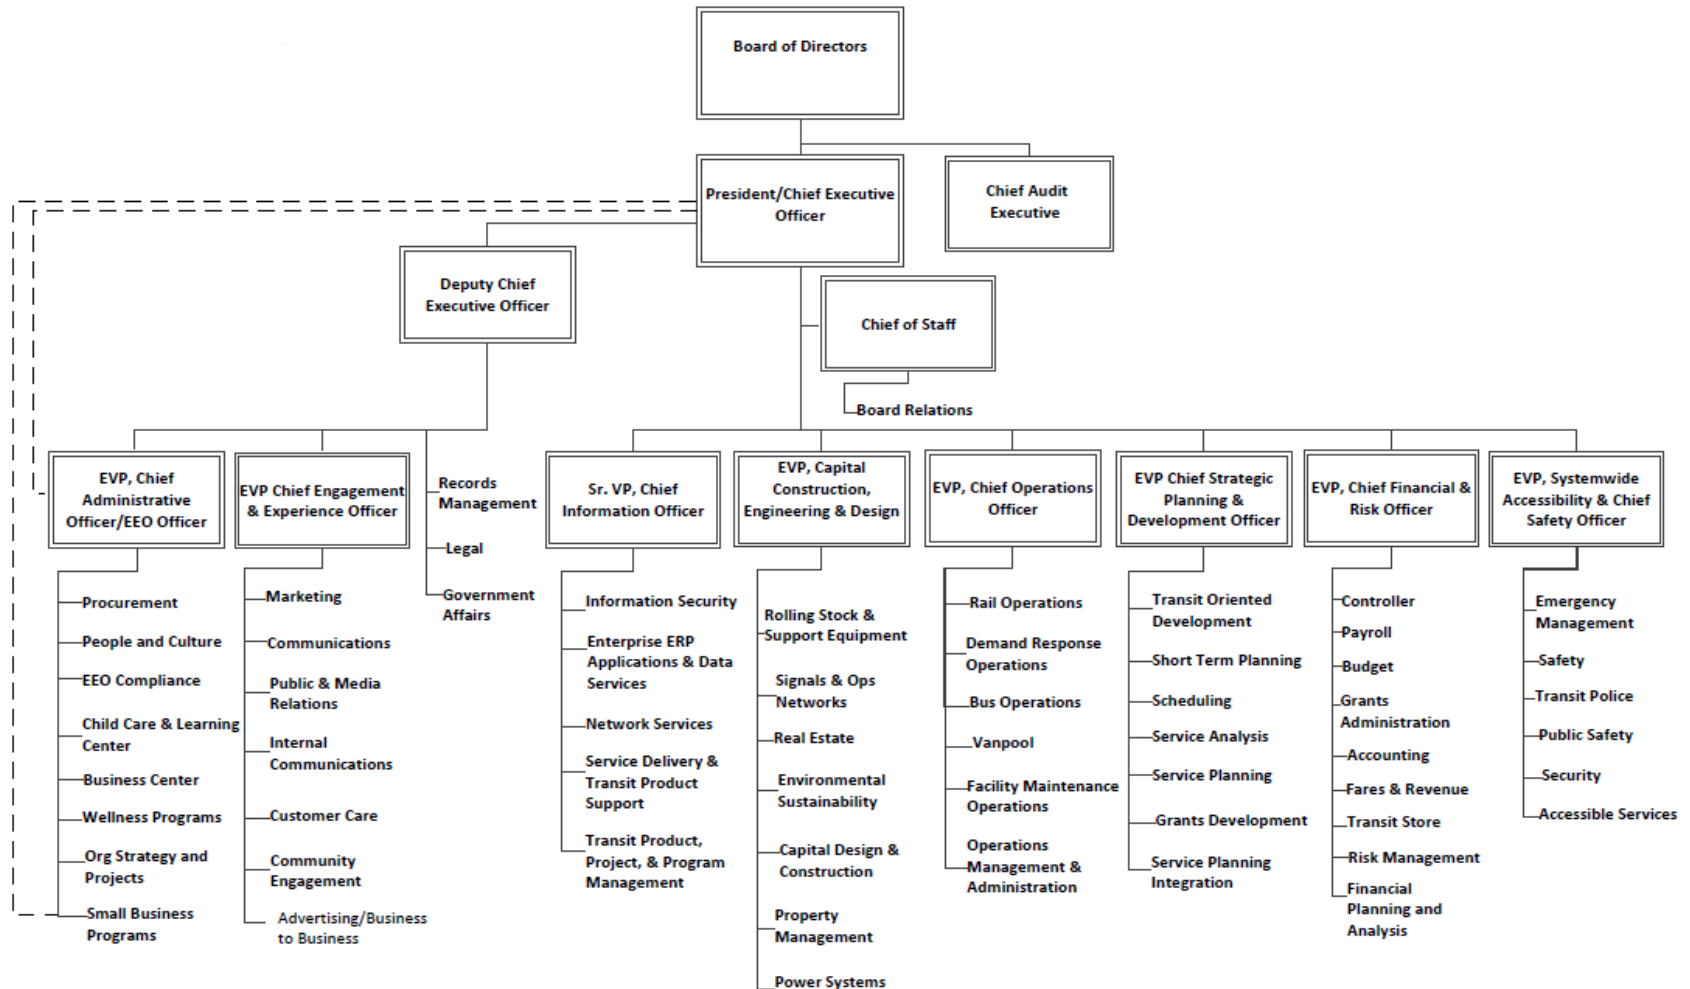 Board of Directors
President/Chief Executive
Officer
Chief Audit
Executive
Deputy Chief
Executive Officer
Chief of Staff
Board Relations
EVP, Chief
Administrative
Officer/EEO Officer
Procurement
People and Culture
EEO Compliance
Child Care & Learning
Center
Business Center
Wellness Programs
Org Strategy and
Projects
Small Business
Programs
EVP Chief Engagement
& Experience Officer
Marketing
Communications
Public & Media
Relations
Internal
Communications
Customer Care
Community
Engagement
Advertising/Business
to Business
Records
Management
Legal
Government
Affairs
Sr. VP, Chief
Information Officer
Information Security
Enterprise ERP
Applications & Data
Services
Network Services
Service Delivery &
Transit Product
Support
Transit Product,
Project, & Program
Management
EVP, Capital
Construction,
Engineering & Design
Rolling Stock &
Support Equipment
Signals & Ops
Networks
Real Estate
Environmental
Sustainability
Capital Design &
Construction
Property
Management
Power Systems
EVP, Chief Operations
Officer
Rail Operations
Demand Response
Operations
Bus Operations
Vanpool
Facility Maintenance
Operations
Operations
Management &
Administration
EVP Chief Strategic
Planning &
Development Officer
Transit Oriented
Development
Short Term Planning
Scheduling
Service Analysis
Service Planning
Grants Development
Service Planning
Integration
EVP, Chief Financial &
Risk Officer
Controller
Payroll
Budget
Grants
Administration
Accounting
Fares & Revenue
Transit Store
Risk Management
Financial
Planning and
Analysis
EVP, Systemwide
Accessibility & Chief
Safety Officer
Emergency
Management
Safety
Transit Police
Public Safety
Security
Accessible Services